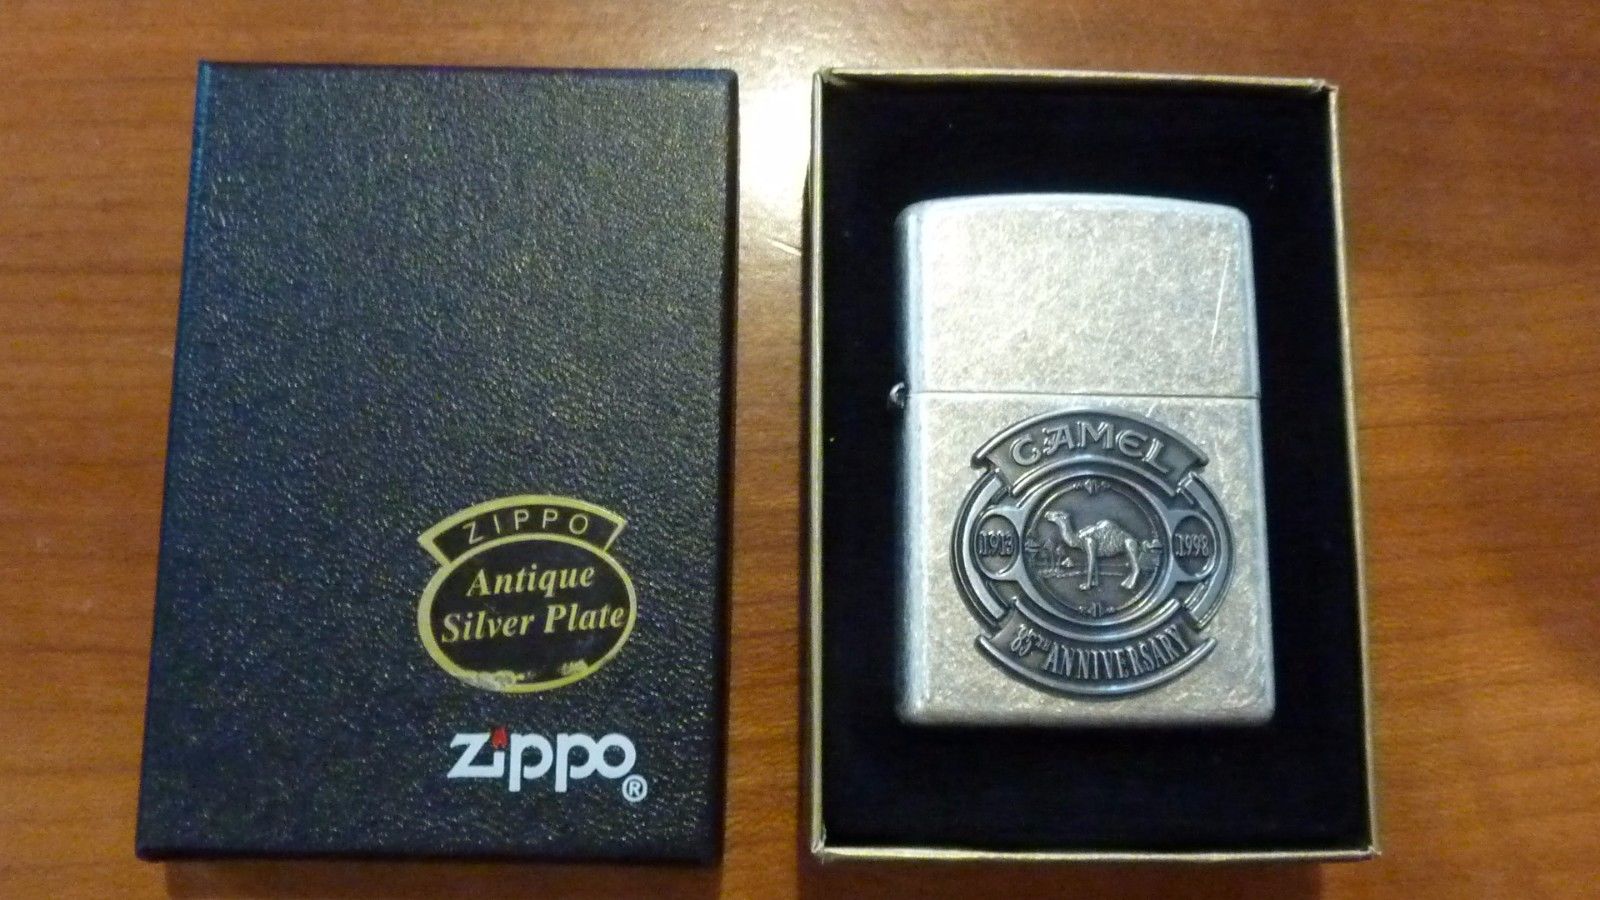 ZIPPO
Antique
Silver Plate
zippo®
CAMEL
1913 1998
85TH ANNIVERSARY